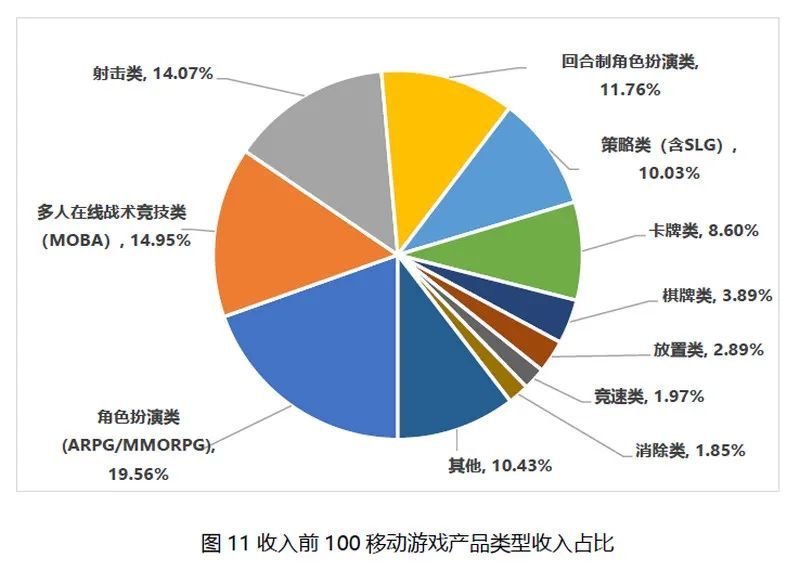 射击类, 14.07%
回合制角色扮演类,
11.76%
策略类（含SLG）,
10.03%
多人在线战术竞技类
（MOBA）, 14.95%
卡牌类, 8.60%
棋牌类, 3.89%
放置类, 2.89%
竞速类, 1.97%
角色扮演类
(ARPG/MMORPG),
19.56%
消除类, 1.85%
其他, 10.43%
图 11 收入前 100 移动游戏产品类型收入占比